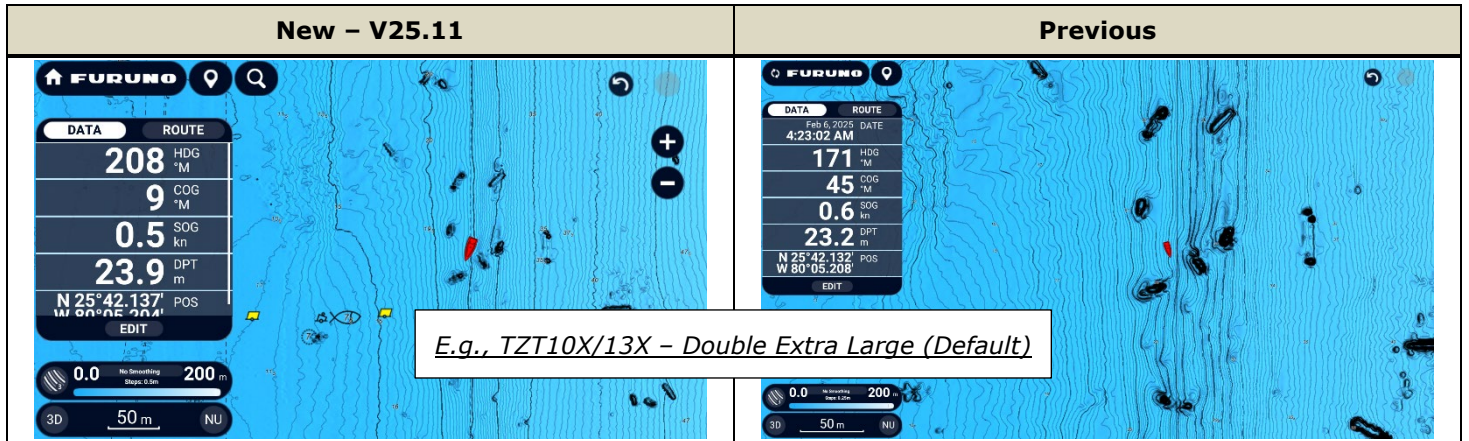 New – V25.11
Previous
FURUNO
DATA ROUTE
208 HDG °M
9 COG °M
0.5 SOG kn
23.9 DPT m
N 25°42.137' POS
W 80°05.204'
EDIT
0.0 No Smoothing 200 m
Steps: 0.5m
3D 50 m NU
FURUNO
DATA ROUTE
Feb 6, 2025 DATE
4:23:02 AM
171 HDG °M
45 COG °M
0.6 SOG kn
23.2 DPT m
N 25°42.132' POS
W 80°05.208'
EDIT
0.0 No Smoothing 200 m
Steps: 0.25m
3D 50 m NU
E.g., TZT10X/13X – Double Extra Large (Default)